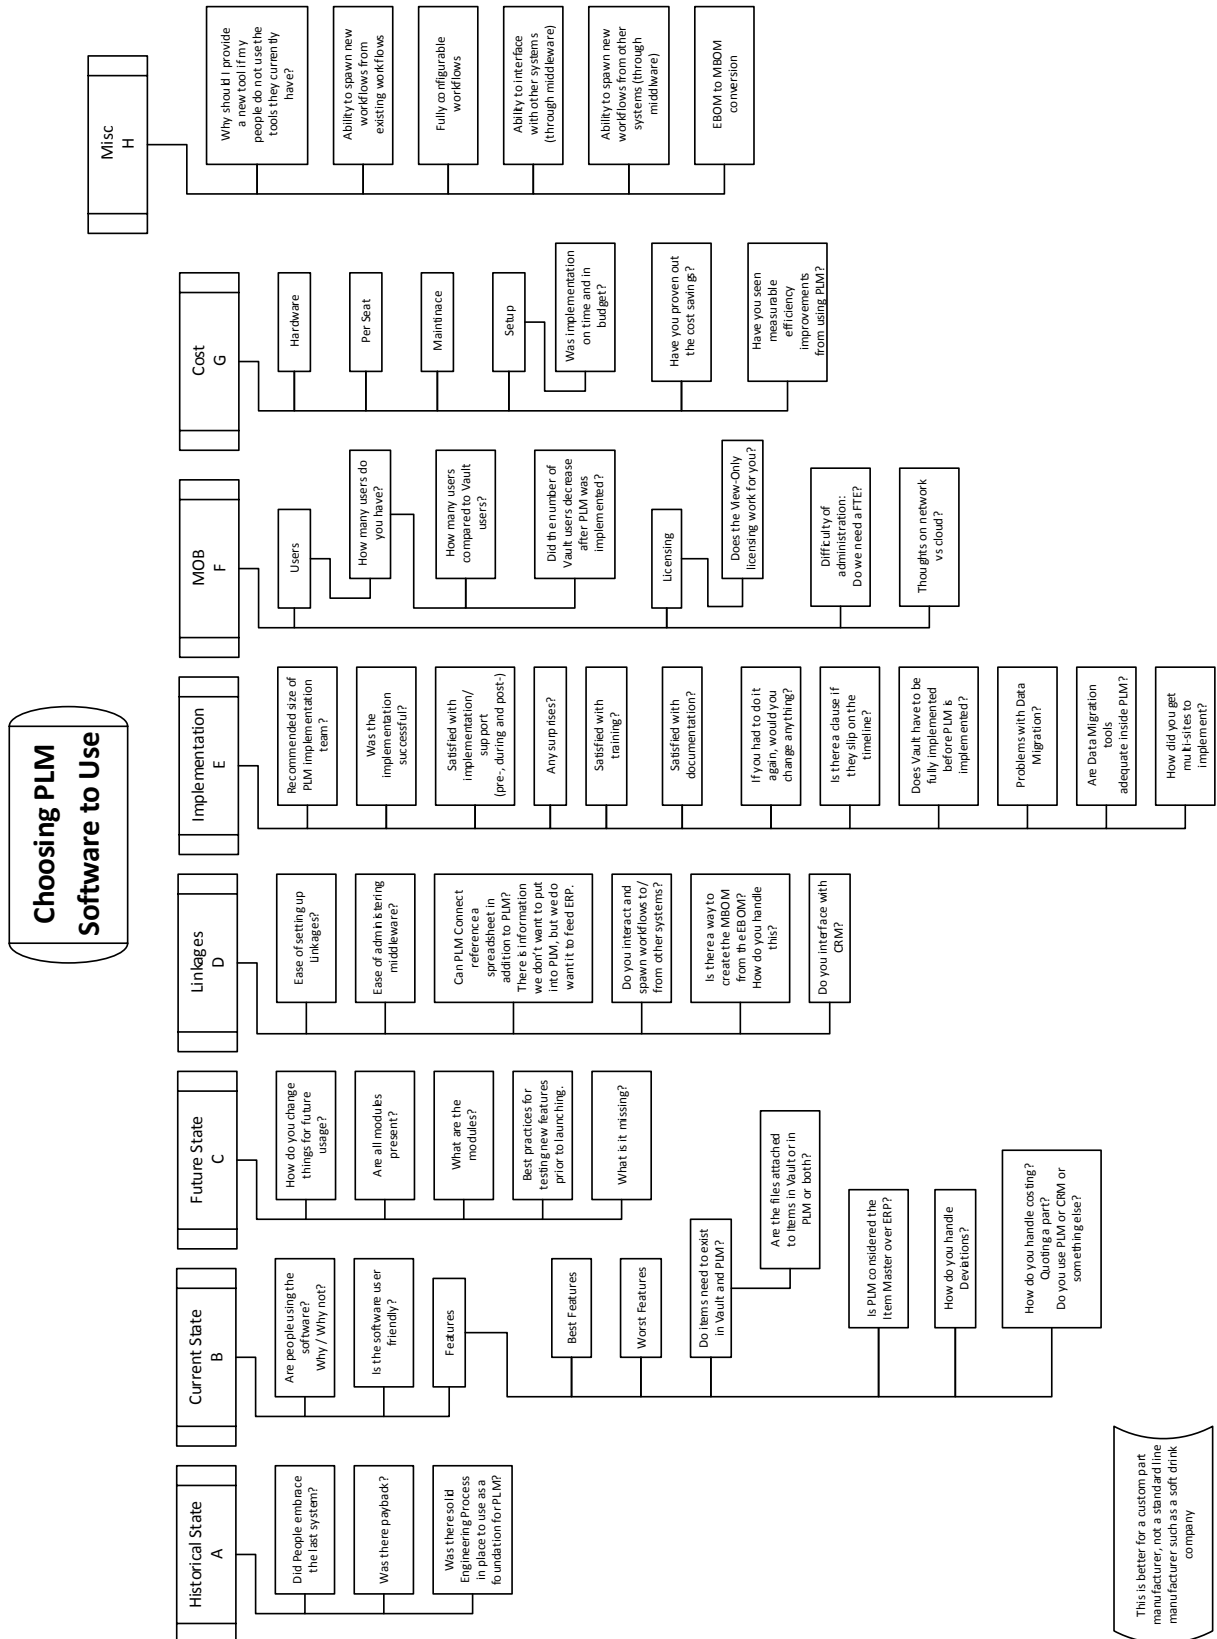 Choosing PLM
Software to Use
Historical State
A
Did People embrace
the last system?
Was there payback?
Was there solid
Engineering Process
in place to use as a
foundation for PLM?
Current State
B
Are people using the
software?
Why / Why not?
Is the software user
friendly?
Features
Best Features
Worst Features
Do items need to exist
in Vault and PLM?
Are the files attached
to Items in Vault or in
PLM or both?
Is PLM considered the
Item Master over ERP?
How do you handle
Deviations?
How do you handle costing?
Quoting a part?
Do you use PLM or CRM or
something else?
Future State
C
How do you change
things for future
usage?
Are all modules
present?
What are the
modules?
Best practices for
testing new features
prior to launching.
What is it missing?
Linkages
D
Ease of setting up
Linkages?
Ease of administering
middleware?
Can PLM Connect
reference a
spreadsheet in
addition to PLM?
There is information
we don't want to put
into PLM, but we do
want it to feed ERP.
Do you interact and
spawn workflows to/
from other systems?
Is there a way to
create the MBOM
from the EBOM?
How do you handle
this?
Do you interface with
CRM?
Implementation
E
Recommended size of
PLM implementation
team?
Was the
implementation
successful?
Satisfied with
implementation/
support
(pre-, during and post-)
Any surprises?
Satisfied with
training?
Satisfied with
documentation?
If you had to do it
again, would you
change anything?
Is there a clause if
they slip on the
timeline?
Does Vault have to be
fully implemented
before PLM is
implemented?
Problems with Data
Migration?
Are Data Migration
tools
adequate inside PLM?
How did you get
multi-sites to
implement?
MOB
F
Users
How many users do
you have?
How many users
compared to Vault
users?
Did the number of
Vault users decrease
after PLM was
implemented?
Licensing
Does the View-Only
licensing work for you?
Difficulty of
administration:
Do we need a FTE?
Thoughts on network
vs cloud?
Cost
G
Hardware
Per Seat
Maintinace
Setup
Was implementation
on time and in
budget?
Have you proven out
the cost savings?
Have you seen
measurable
efficiency
improvements
from using PLM?
Misc
H
Why should I provide
a new tool if my
people do not use the
tools they currently
have?
Ability to spawn new
workflows from
existing workflows
Fully configurable
workflows
Ability to interface
with other systems
(through middleware)
Ability to spawn new
workflows from other
systems (through
middlware)
EBOM to MBOM
conversion
This is better for a custom part
manufacturer, not a standard line
manufacturer such as a soft drink
company